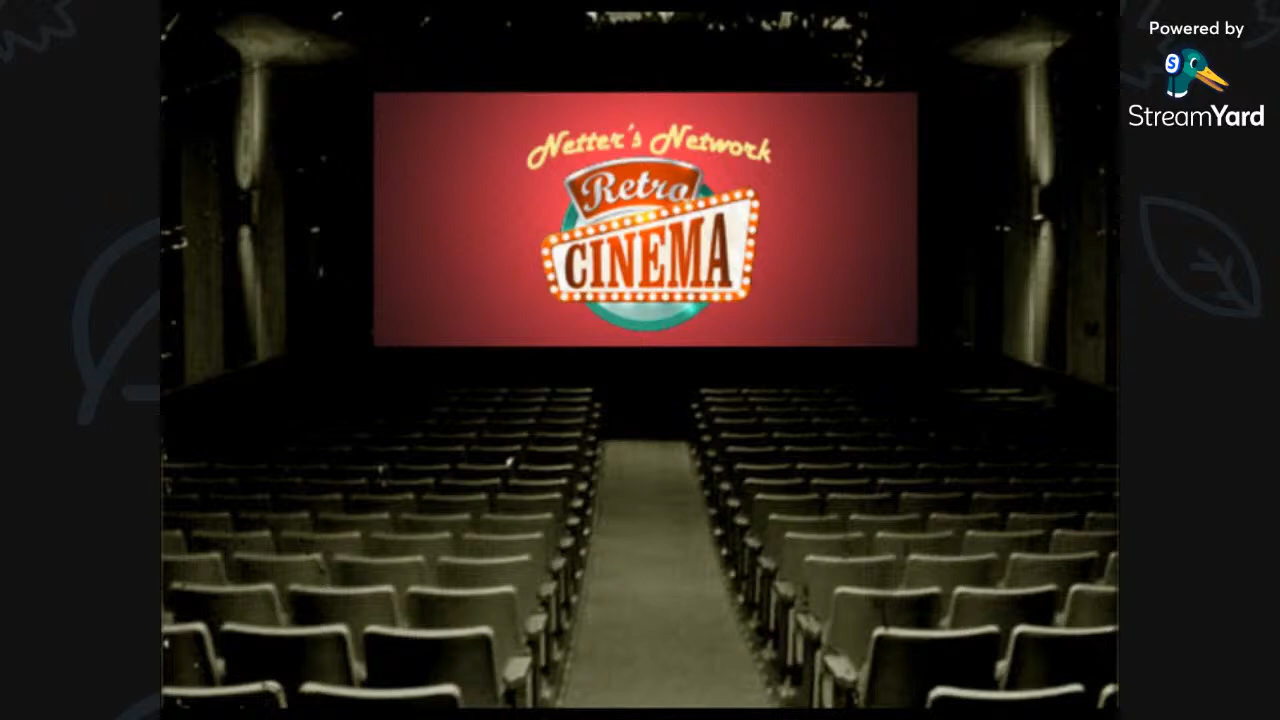 Powered by
S
StreamYard
Netter's Network
Retro
CINEMA